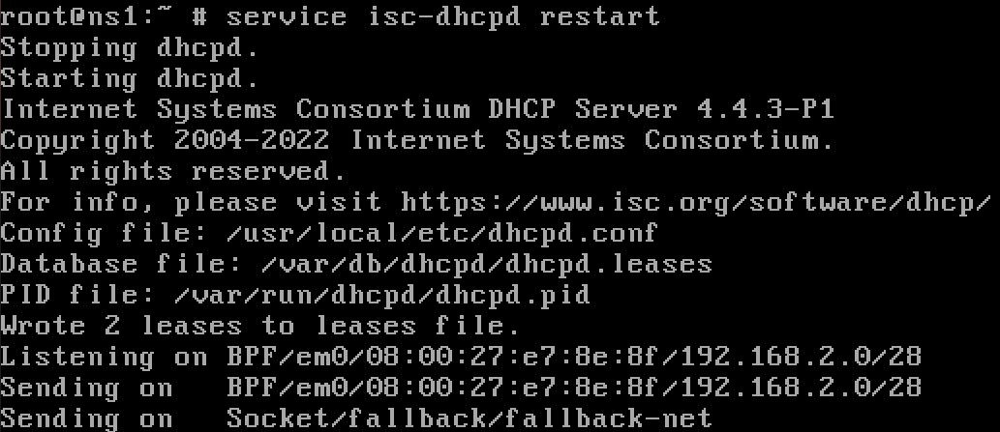 root@ns1:~ # service isc-dhcpd restart
Stopping dhcpd.
Starting dhcpd.
Internet Systems Consortium DHCP Server 4.4.3-P1
Copyright 2004-2022 Internet Systems Consortium.
All rights reserved.
For info, please visit https://www.isc.org/software/dhcp/
Config file: /usr/local/etc/dhcpd.conf
Database file: /var/db/dhcpd/dhcpd.leases
PID file: /var/run/dhcpd/dhcpd.pid
Wrote 2 leases to leases file.
Listening on BPF/em0/08:00:27:e7:8e:8f/192.168.2.0/28
Sending on   BPF/em0/08:00:27:e7:8e:8f/192.168.2.0/28
Sending on   Socket/fallback/fallback-net